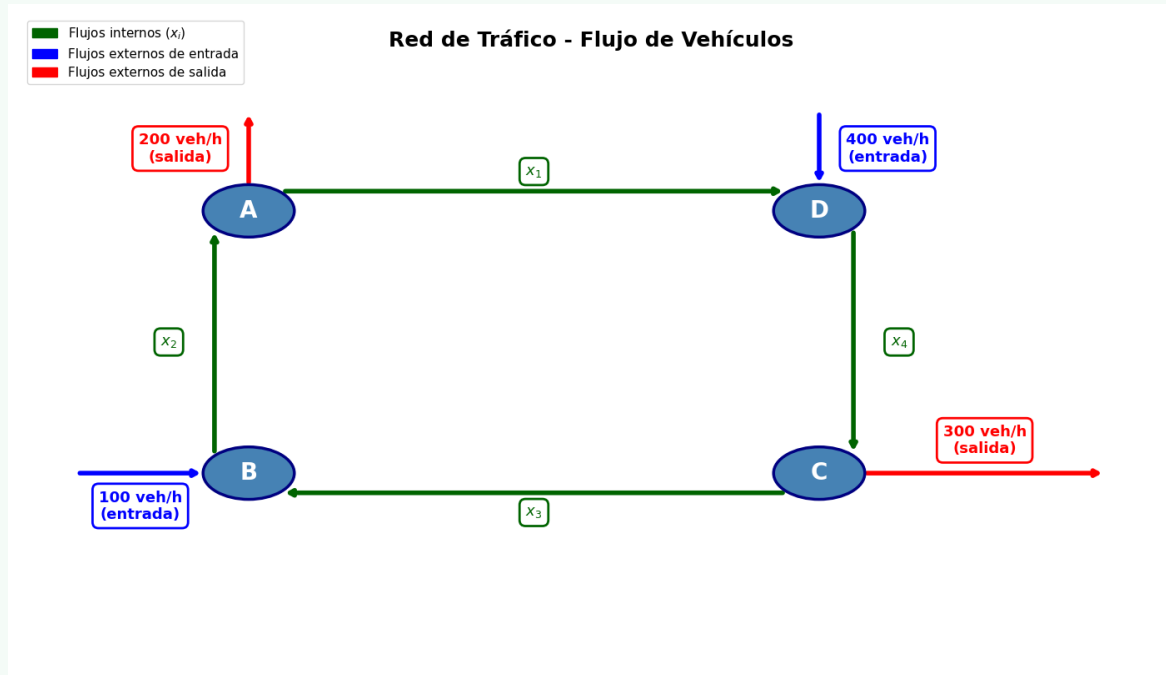 Flujos internos (xᵢ)
Flujos externos de entrada
Flujos externos de salida
Red de Tráfico - Flujo de Vehículos
200 veh/h
(salida)
400 veh/h
(entrada)
x₁
A
D
x₂
x₄
300 veh/h
(salida)
B
C
100 veh/h
(entrada)
x₃